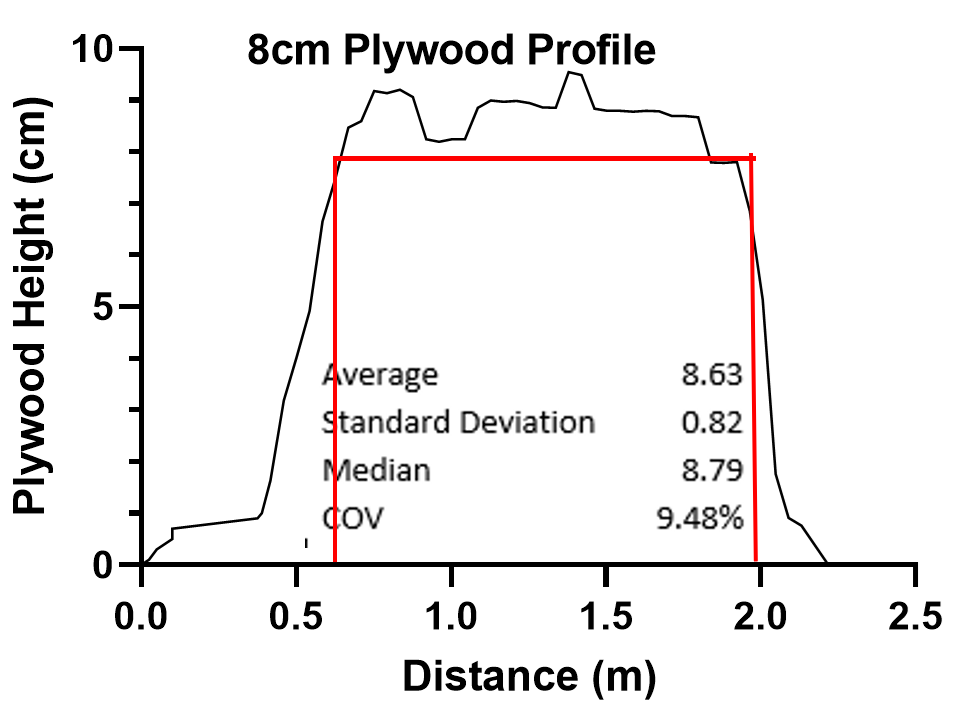 8cm Plywood Profile
Plywood Height (cm)
10
5
0
Average 8.63
Standard Deviation 0.82
Median 8.79
COV 9.48%
0.0 0.5 1.0 1.5 2.0 2.5
Distance (m)